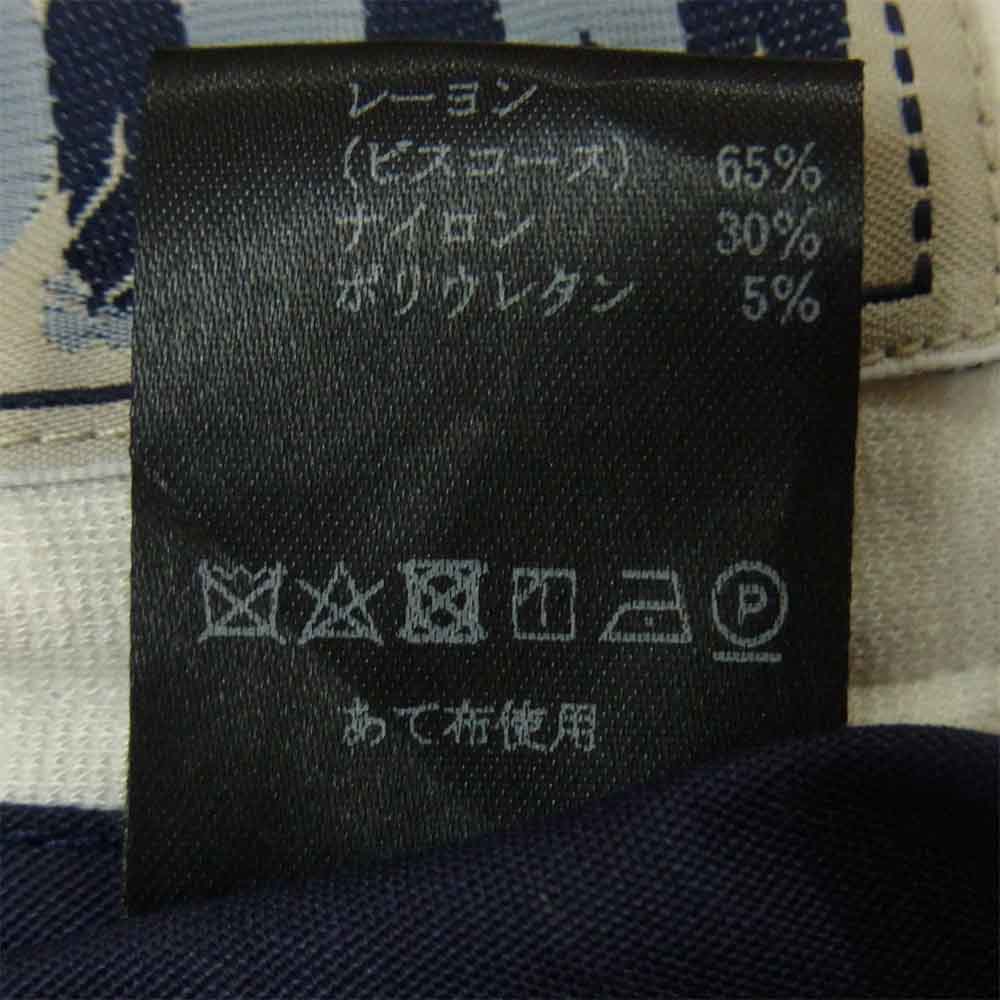 レーヨン
(ビスコース) 65%
ナイロン 30%
ポリウレタン 5%
P
あて布使用